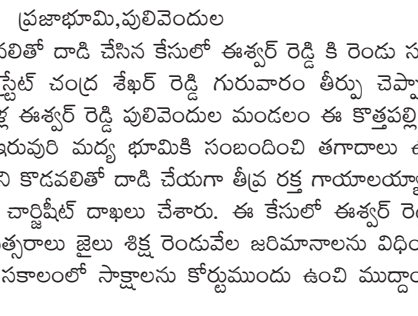 ప్రజాభూమి,పులివెందుల
వలితో దాడి చేసిన కేసులో ఈశ్వర్ రెడ్డి కి రెండు స
స్ట్రేట్ చంద్ర శేఖర్ రెడ్డి గురువారం తీర్పు చెప్పా
ళ్ల ఈశ్వర్ రెడ్డి పులివెందుల మండలం ఈ కొత్తపల్లి
ఇరువురి మధ్య భూమికి సంబందించి తగాదాలు ఉ
ని కొడవలితో దాడి చేయగా తీవ్ర రక్త గాయాలయ్యా
చార్జిషీట్ దాఖలు చేశారు. ఈ కేసులో ఈశ్వర్ రె
త్సరాలు జైలు శిక్ష రెండువేల జరిమానాలను విధిం
సకాలంలో సాక్షాలను కోర్టుముందు ఉంచి ముద్దాం